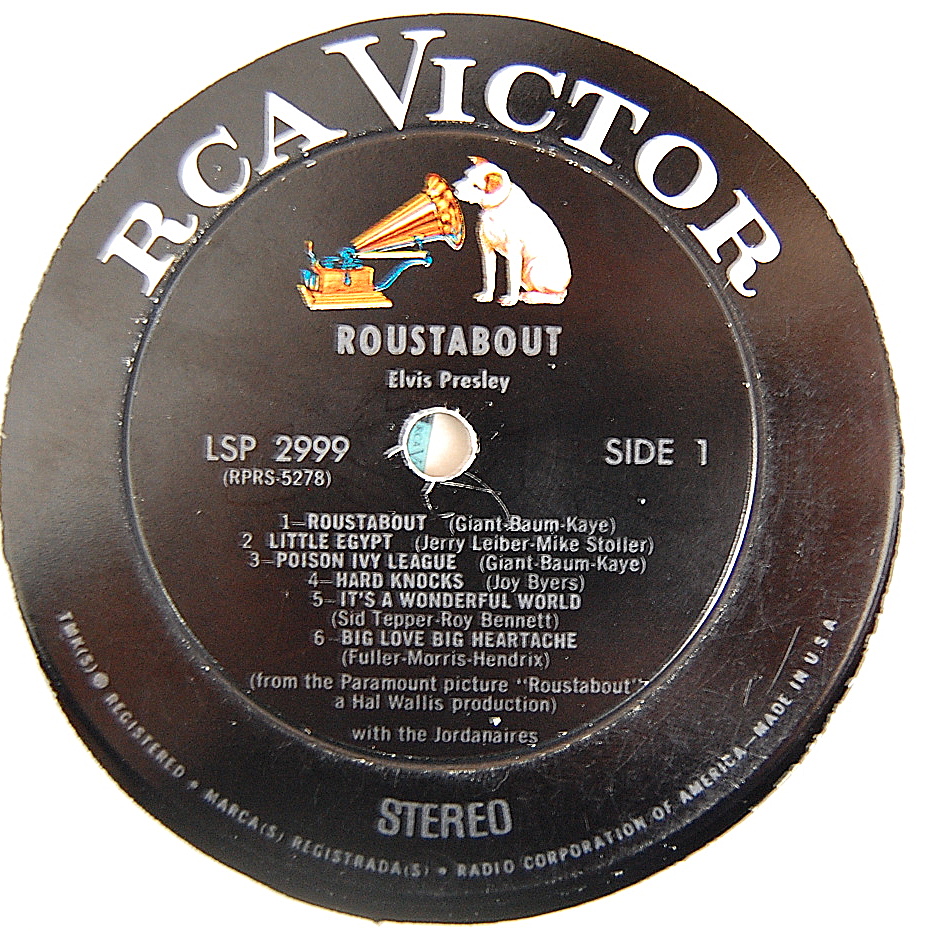 RCA VICTOR
ROUSTABOUT
Elvis Presley
LSP 2999
(RPRS-5278)
SIDE 1
1—ROUSTABOUT (Giant-Baum-Kaye)
2 LITTLE EGYPT (Jerry Leiber-Mike Stoller)
3—POISON IVY LEAGUE (Giant-Baum-Kaye)
4—HARD KNOCKS (Joy Byers)
5—IT'S A WONDERFUL WORLD
(Sid Tepper-Roy Bennett)
6—BIG LOVE BIG HEARTACHE
(Fuller-Morris-Hendrix)
(from the Paramount picture "Roustabout"
a Hal Wallis production)
with the Jordanaires
STEREO
TMK(S) ● REGISTERED • MARCA(S) REGISTRADA(S) • RADIO CORPORATION OF AMERICA—MADE IN U.S.A.